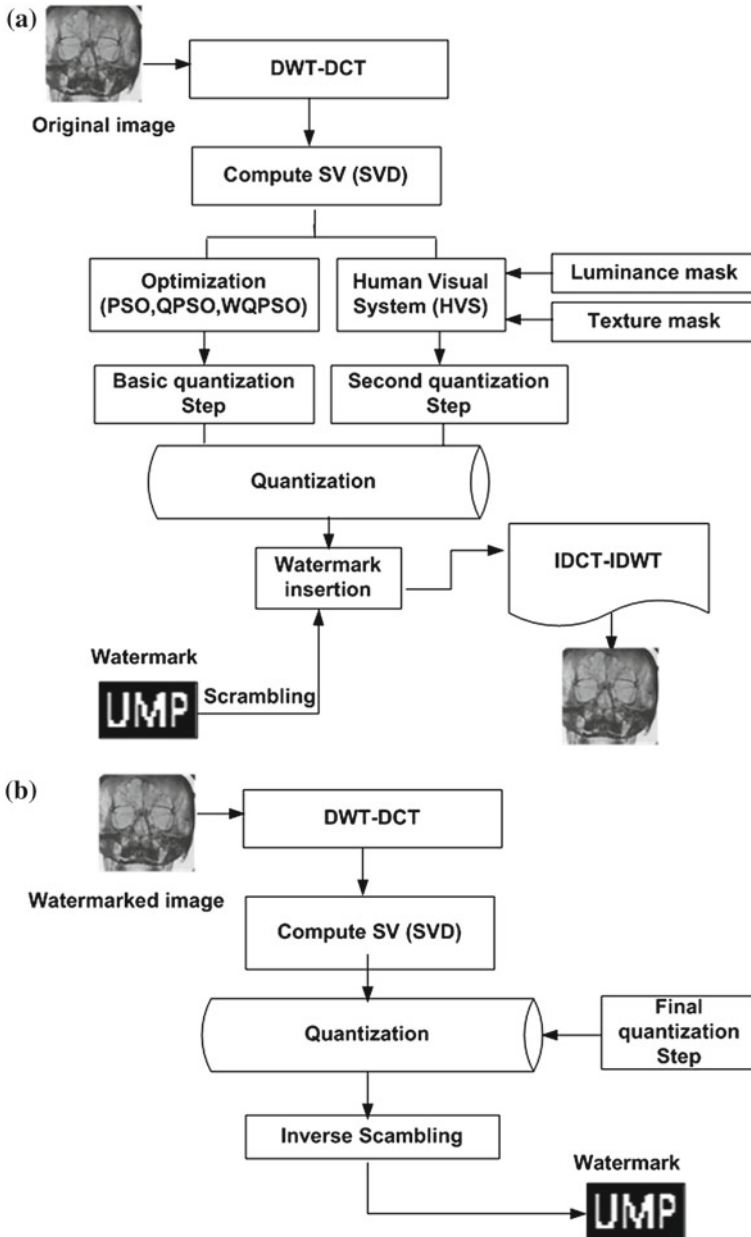 (a)
DWT-DCT
Original image
Compute SV (SVD)
Optimization
(PSO,QPSO,WQPSO)
Human Visual
System (HVS)
Luminance mask
Texture mask
Basic quantization
Step
Second quantization
Step
Quantization
Watermark
insertion
IDCT-IDWT
Watermark
UMP
Scrambling
(b)
DWT-DCT
Watermarked image
Compute SV (SVD)
Quantization
Final
quantization
Step
Inverse Scambling
Watermark
UMP